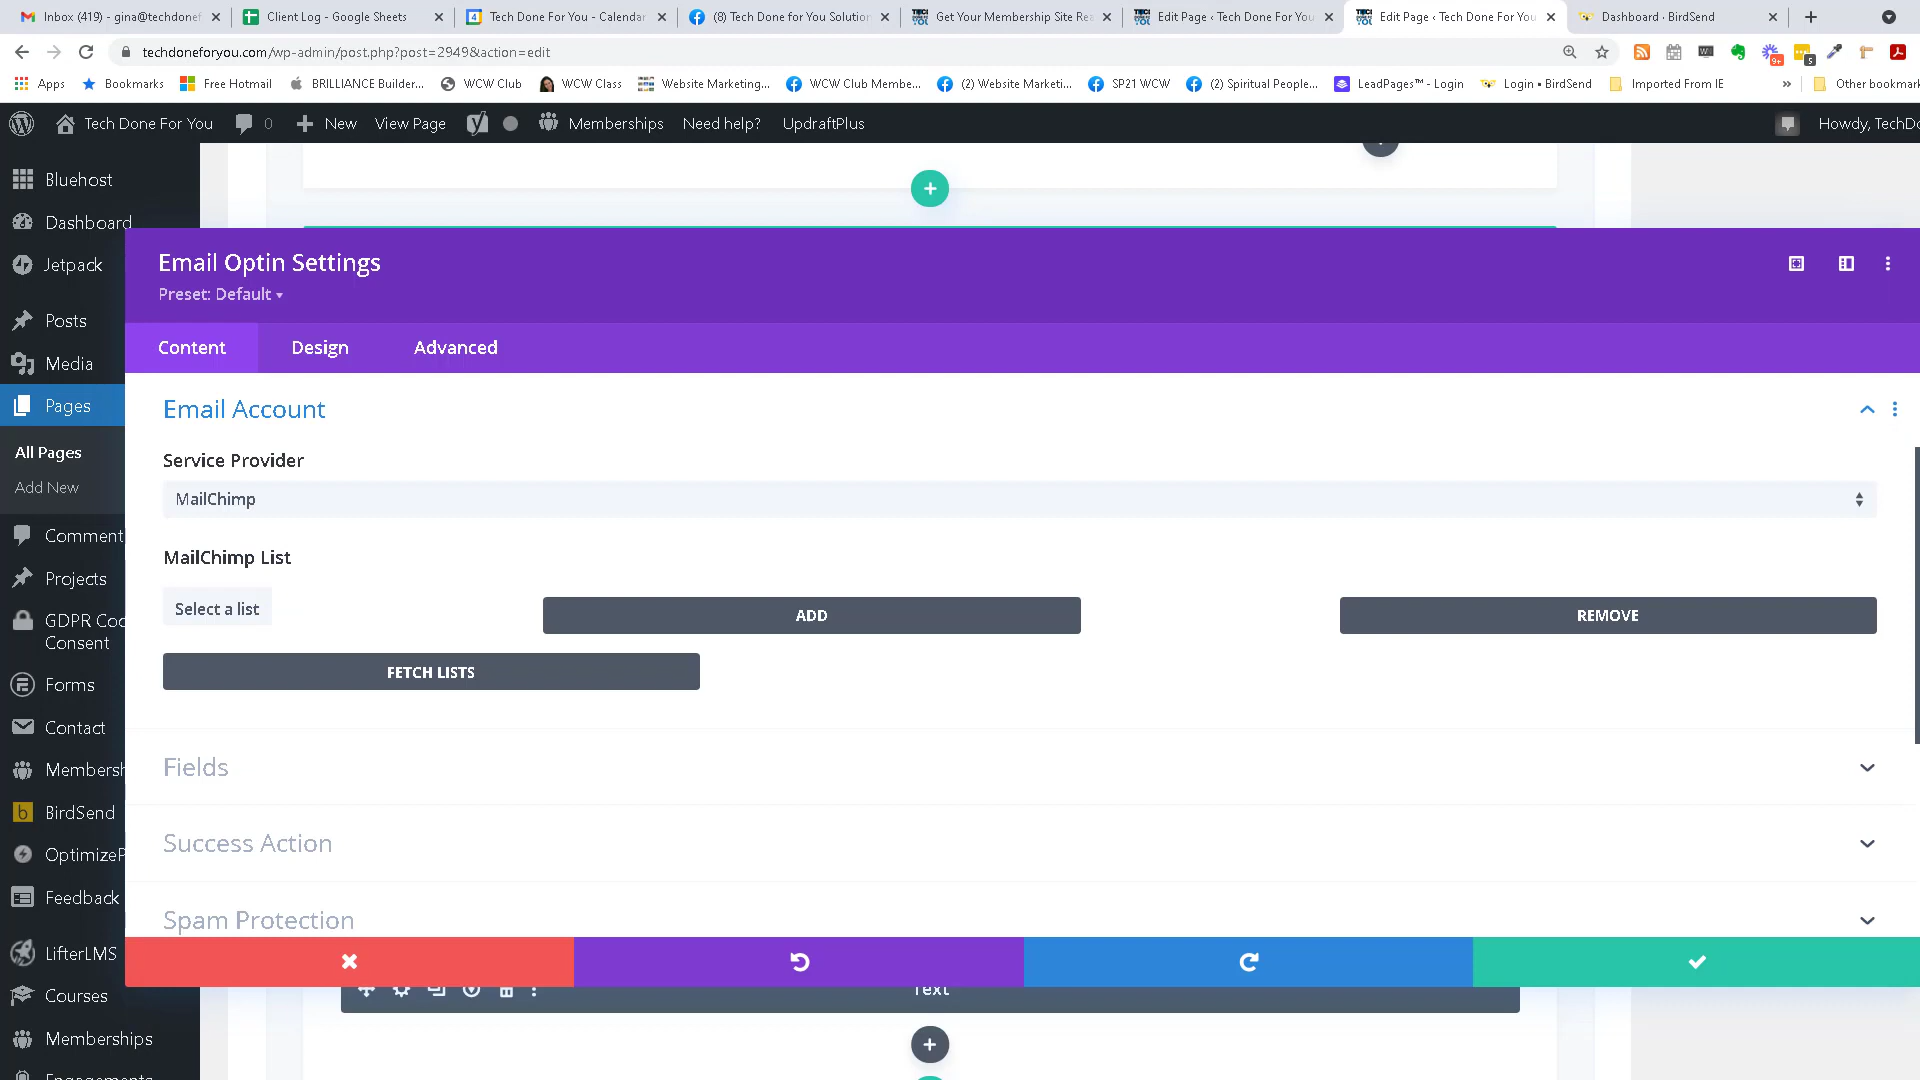 Inbox (419) - gina@techdonef
Client Log - Google Sheets
Tech Done For You - Calendar
(8) Tech Done for You Solution
Get Your Membership Site Rea
Edit Page ‹ Tech Done For You
Edit Page ‹ Tech Done For You
Dashboard · BirdSend
techdoneforyou.com/wp-admin/post.php?post=2949&action=edit
9+
5
Apps
Bookmarks
Free Hotmail
BRILLIANCE Builder...
WCW Club
WCW Class
Website Marketing...
WCW Club Membe...
(2) Website Marketi...
SP21 WCW
(2) Spiritual People...
LeadPages™ - Login
Login • BirdSend
Imported From IE
»
Other bookmark
Tech Done For You
0
New
View Page
Memberships
Need help?
UpdraftPlus
Howdy, TechDo
Bluehost
Dashboard
Jetpack
Posts
Media
Pages
All Pages
Add New
Comment
Projects
GDPR Coo
Consent
Forms
Contact
Membersh
BirdSend
OptimizeP
Feedback
LifterLMS
Courses
Memberships
Engagements
Email Optin Settings
Preset: Default
Content
Design
Advanced
Email Account
Service Provider
MailChimp
MailChimp List
Select a list
ADD
REMOVE
FETCH LISTS
Fields
Success Action
Spam Protection
Text